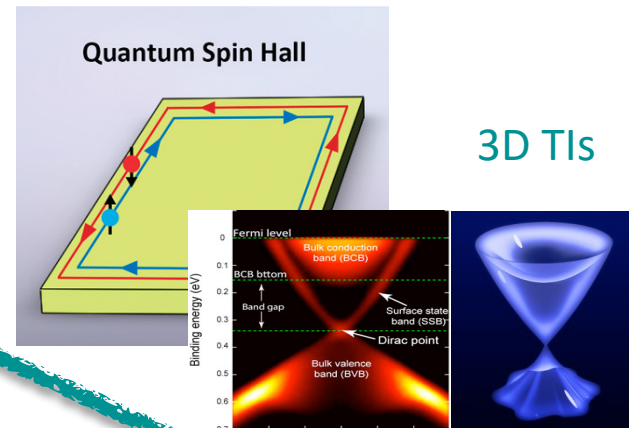 Quantum Spin Hall
3D TIs
Fermi level
0
Bulk conduction
band (BCB)
BCB bttom
0.1
0.2
Band gap
Surface state
band (SSB)
0.3
Dirac point
0.4
Bulk valence
band (BVB)
0.5
0.6
0.7
Binding energy (eV)